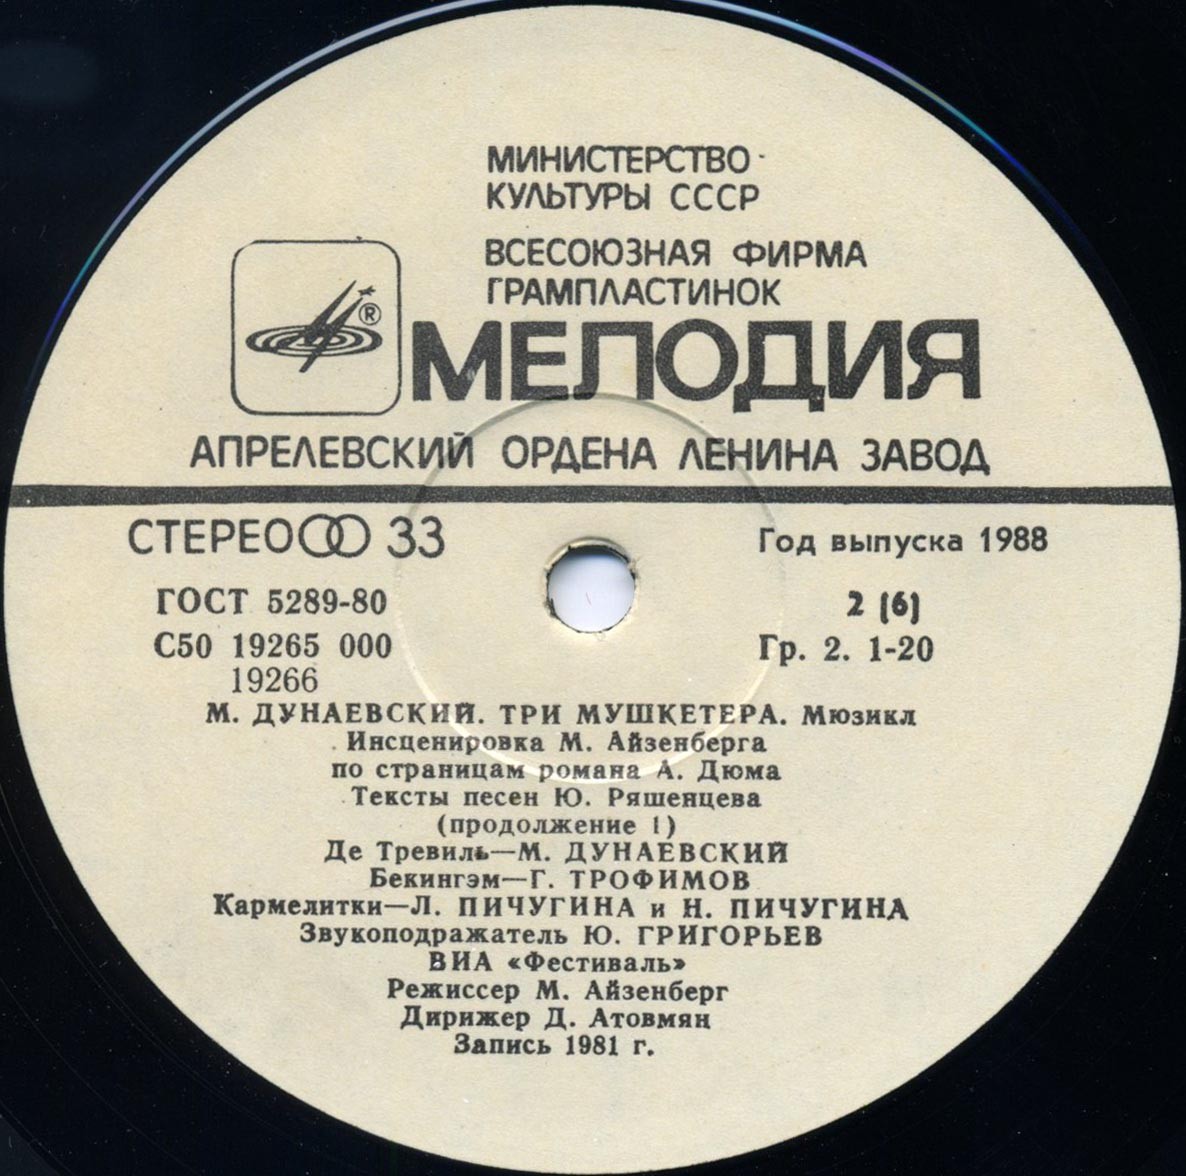 МИНИСТЕРСТВО
КУЛЬТУРЫ СССР
ВСЕСОЮЗНАЯ ФИРМА
ГРАМПЛАСТИНОК
®
МЕЛОДИЯ
АПРЕЛЕВСКИЙ ОРДЕНА ЛЕНИНА ЗАВОД
СТЕРЕО 33
Год выпуска 1988
ГОСТ 5289-80
2 (6)
С50 19265 000
Гр. 2. 1-20
19266
М. ДУНАЕВСКИЙ. ТРИ МУШКЕТЕРА. Мюзикл
Инсценировка М. Айзенберга
по страницам романа А. Дюма
Тексты песен Ю. Ряшенцева
(продолжение 1)
Де Тревиль—М. ДУНАЕВСКИЙ
Бекингэм—Г. ТРОФИМОВ
Кармелитки—Л. ПИЧУГИНА и Н. ПИЧУГИНА
Звукоподражатель Ю. ГРИГОРЬЕВ
ВИА «Фестиваль»
Режиссер М. Айзенберг
Дирижер Д. Атовмян
Запись 1981 г.